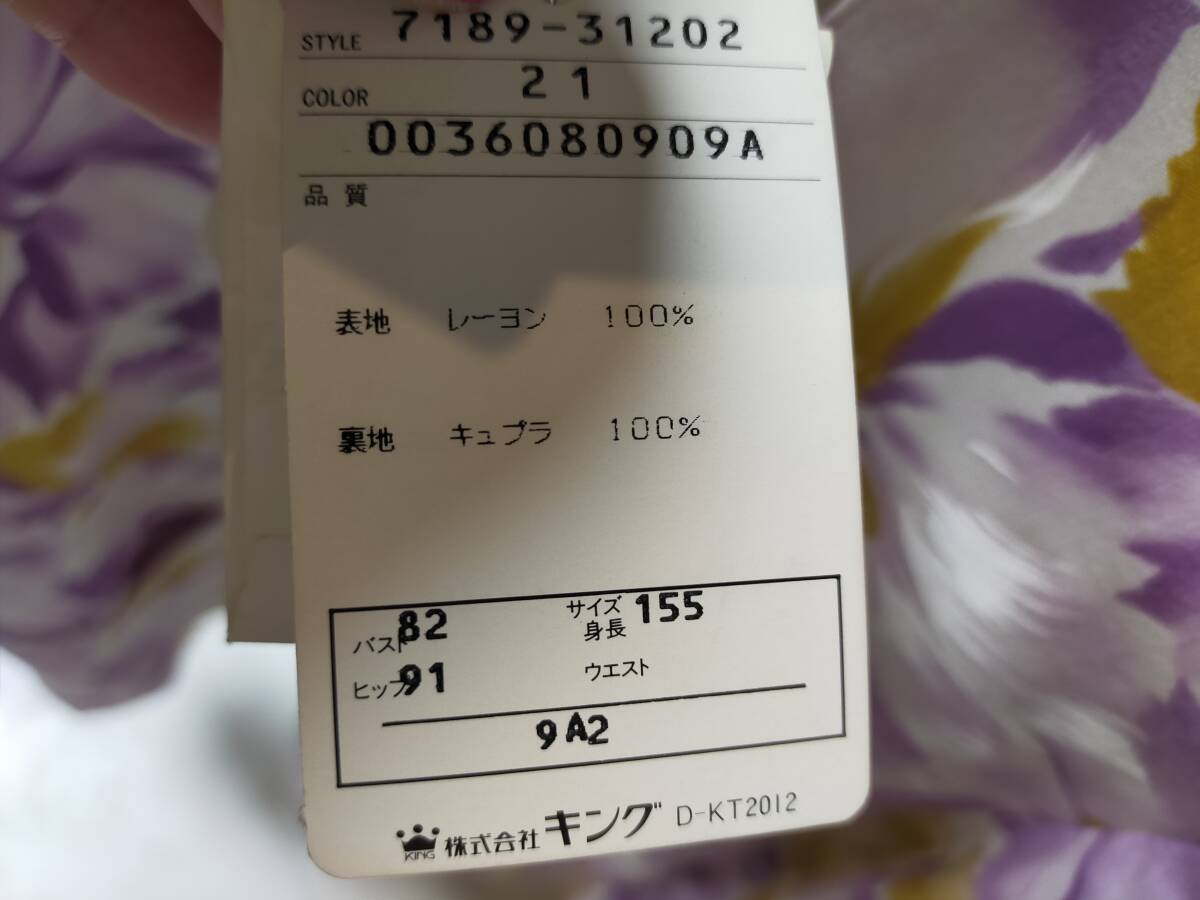 STYLE 7189-31202
COLOR 21
0036080909A
品質
表地 レーヨン 100%
裏地 キュプラ 100%
バスト 82 サイズ 身長 155
ヒップ 91 ウエスト
9A2
KING 株式会社 キング D-KT2012